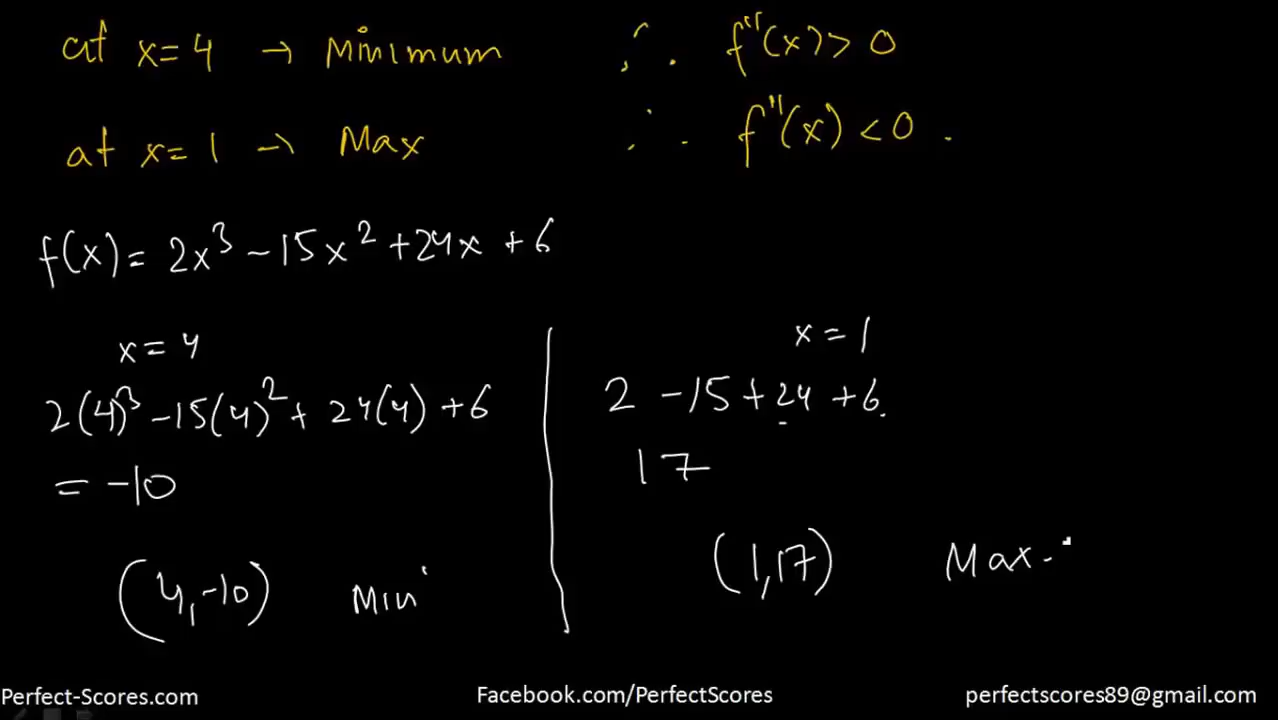 at x=4 → Minimum ∴ f''(x) > 0
at x=1 → Max ∴ f''(x) < 0.
f(x) = 2x³ - 15x² + 24x + 6
x = 4
2(4)³ - 15(4)² + 24(4) + 6
= -10
(4, -10) Min
x = 1
2 - 15 + 24 + 6.
17
(1, 17) Max.
Perfect-Scores.com
Facebook.com/PerfectScores
perfectscores89@gmail.com